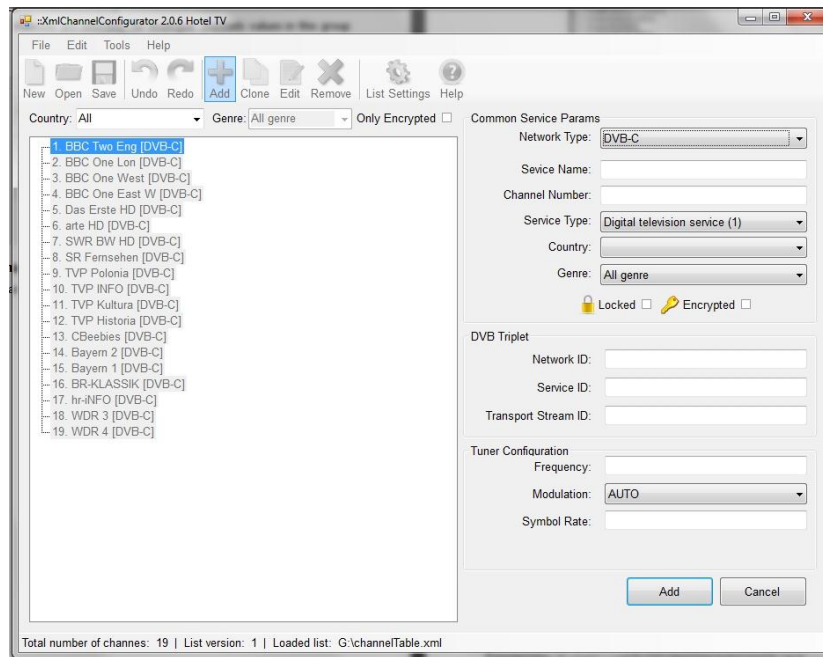 ::XmlChannelConfigurator 2.0.6 Hotel TV
File Edit Tools Help
New Open Save Undo Redo Add Clone Edit Remove List Settings Help
Country: All Genre: All genre Only Encrypted
1. BBC Two Eng [DVB-C]
2. BBC One Lon [DVB-C]
3. BBC One West [DVB-C]
4. BBC One East W [DVB-C]
5. Das Erste HD [DVB-C]
6. arte HD [DVB-C]
7. SWR BW HD [DVB-C]
8. SR Fernsehen [DVB-C]
9. TVP Polonia [DVB-C]
10. TVP INFO [DVB-C]
11. TVP Kultura [DVB-C]
12. TVP Historia [DVB-C]
13. CBeebies [DVB-C]
14. Bayern 2 [DVB-C]
15. Bayern 1 [DVB-C]
16. BR-KLASSIK [DVB-C]
17. hr-iNFO [DVB-C]
18. WDR 3 [DVB-C]
19. WDR 4 [DVB-C]
Common Service Params
Network Type: DVB-C
Sevice Name:
Channel Number:
Service Type: Digital television service (1)
Country:
Genre: All genre
Locked Encrypted
DVB Triplet
Network ID:
Service ID:
Transport Stream ID:
Tuner Configuration
Frequency:
Modulation: AUTO
Symbol Rate:
Add Cancel
Total number of channes: 19 | List version: 1 | Loaded list: G:\channelTable.xml